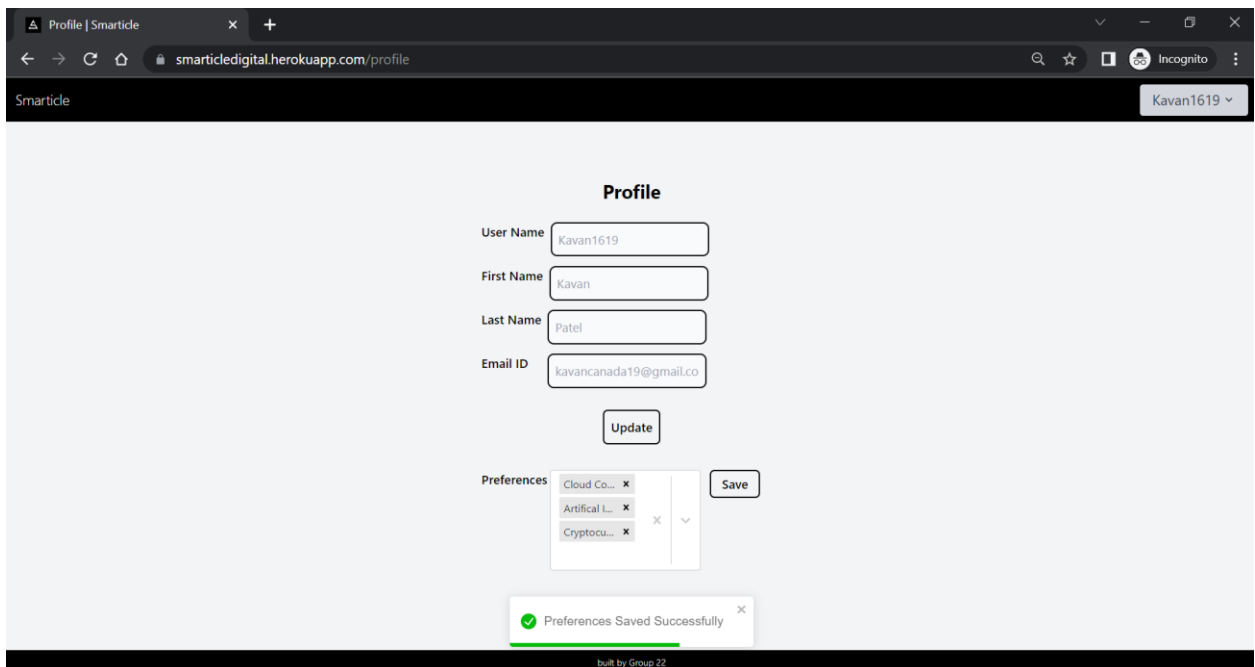 Profile | Smarticle
smarticledigital.herokuapp.com/profile
Incognito
Smarticle
Kavan1619
Profile
User Name Kavan1619
First Name Kavan
Last Name Patel
Email ID kavancanada19@gmail.co
Update
Preferences Cloud Co... Save
Artifical I...
Cryptocu...
Preferences Saved Successfully
built by Group 22